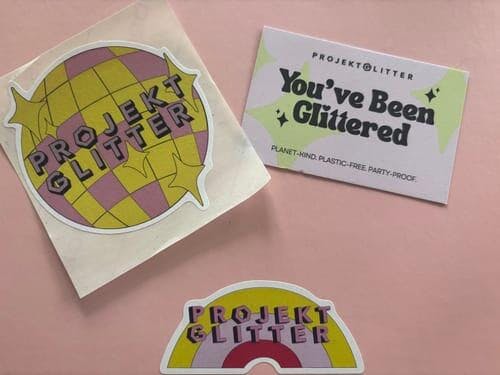 PROJEKT
GLITTER
PROJEKTGLITTER
You've Been
Glittered
PLANET-KIND. PLASTIC-FREE. PARTY-PROOF.
PROJEKT
GLITTER